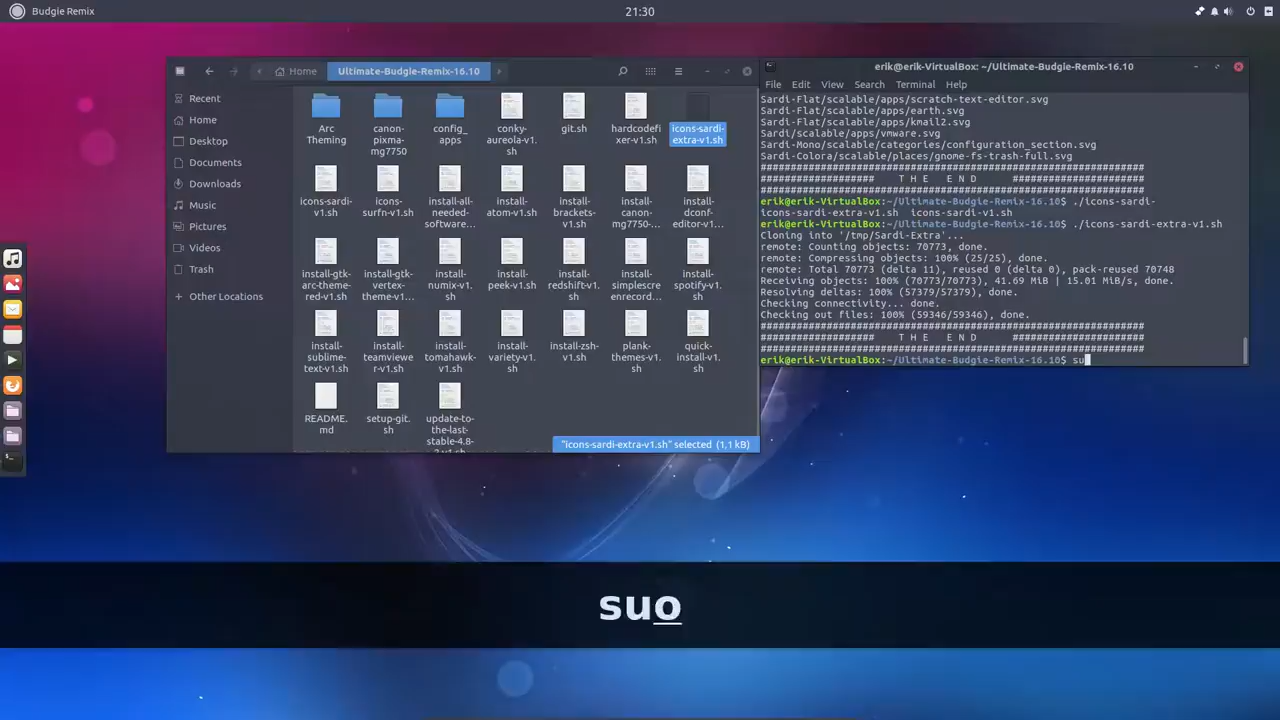 Budgie Remix
21:30
Home
Ultimate-Budgie-Remix-16.10
Recent
Home
Desktop
Documents
Downloads
Music
Pictures
Videos
Trash
Other Locations
Arc
Theming
canon-
pixma-
mg7750
config_
apps
conky-
aureola-v1.
sh
git.sh
hardcodefi
xer-v1.sh
icons-sardi-
extra-v1.sh
icons-sardi-
v1.sh
icons-
surfn-v1.sh
install-all-
needed-
software...
install-
atom-v1.sh
install-
brackets-
v1.sh
install-
canon-
mg7750-...
install-
dconf-
editor-v1...
install-gtk-
arc-theme-
red-v1.sh
install-gtk-
vertex-
theme-v1...
install-
numix-v1.
sh
install-
peek-v1.sh
install-
redshift-v1.
sh
install-
simplescre
enrecord...
install-
spotify-v1.
sh
install-
sublime-
text-v1.sh
install-
teamviewe
r-v1.sh
install-
tomahawk-
v1.sh
install-
variety-v1.
sh
install-zsh-
v1.sh
plank-
themes-v1.
sh
quick-
install-v1.
sh
README.
md
setup-git.
sh
update-to-
the-last-
stable-4.8-
2-v1.sh
"icons-sardi-extra-v1.sh" selected (1,1 kB)
erik@erik-VirtualBox: ~/Ultimate-Budgie-Remix-16.10
File Edit View Search Terminal Help
Sardi-Flat/scalable/apps/scratch-text-editor.svg
Sardi-Flat/scalable/apps/earth.svg
Sardi-Flat/scalable/apps/kmail2.svg
Sardi-Mono/scalable/apps/vmware.svg
Sardi-Mono/scalable/categories/configuration_section.svg
Sardi-Colora/scalable/places/gnome-fs-trash-full.svg
################################################################
################### T H E   E N D ######################
################################################################
erik@erik-VirtualBox:~/Ultimate-Budgie-Remix-16.10$ ./icons-sardi-
icons-sardi-extra-v1.sh icons-sardi-v1.sh
erik@erik-VirtualBox:~/Ultimate-Budgie-Remix-16.10$ ./icons-sardi-extra-v1.sh
Cloning into '/tmp/Sardi-Extra'...
remote: Counting objects: 70773, done.
remote: Compressing objects: 100% (25/25), done.
remote: Total 70773 (delta 11), reused 0 (delta 0), pack-reused 70748
Receiving objects: 100% (70773/70773), 41.69 MiB | 15.01 MiB/s, done.
Resolving deltas: 100% (57379/57379), done.
Checking connectivity... done.
Checking out files: 100% (59346/59346), done.
################################################################
################### T H E   E N D ######################
################################################################
erik@erik-VirtualBox:~/Ultimate-Budgie-Remix-16.10$ su
suo